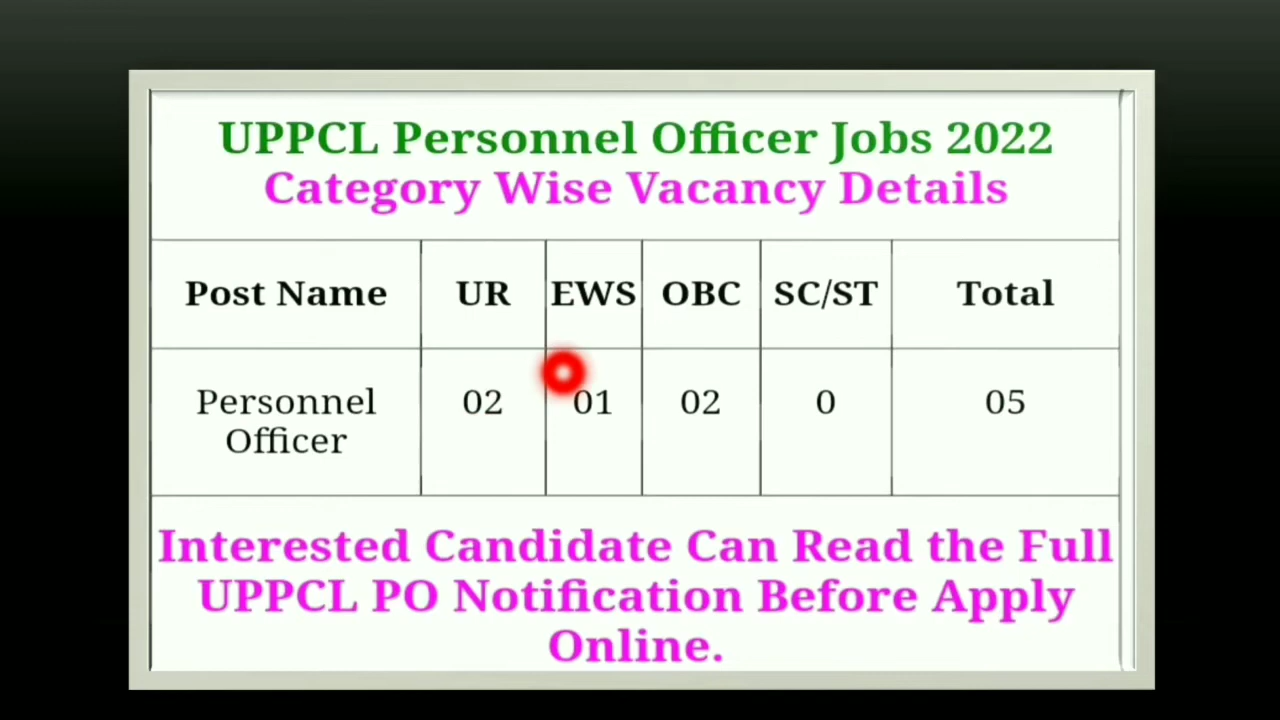 UPPCL Personnel Officer Jobs 2022
Category Wise Vacancy Details
Post Name UR EWS OBC SC/ST Total
Personnel Officer 02 01 02 0 05
Interested Candidate Can Read the Full
UPPCL PO Notification Before Apply
Online.